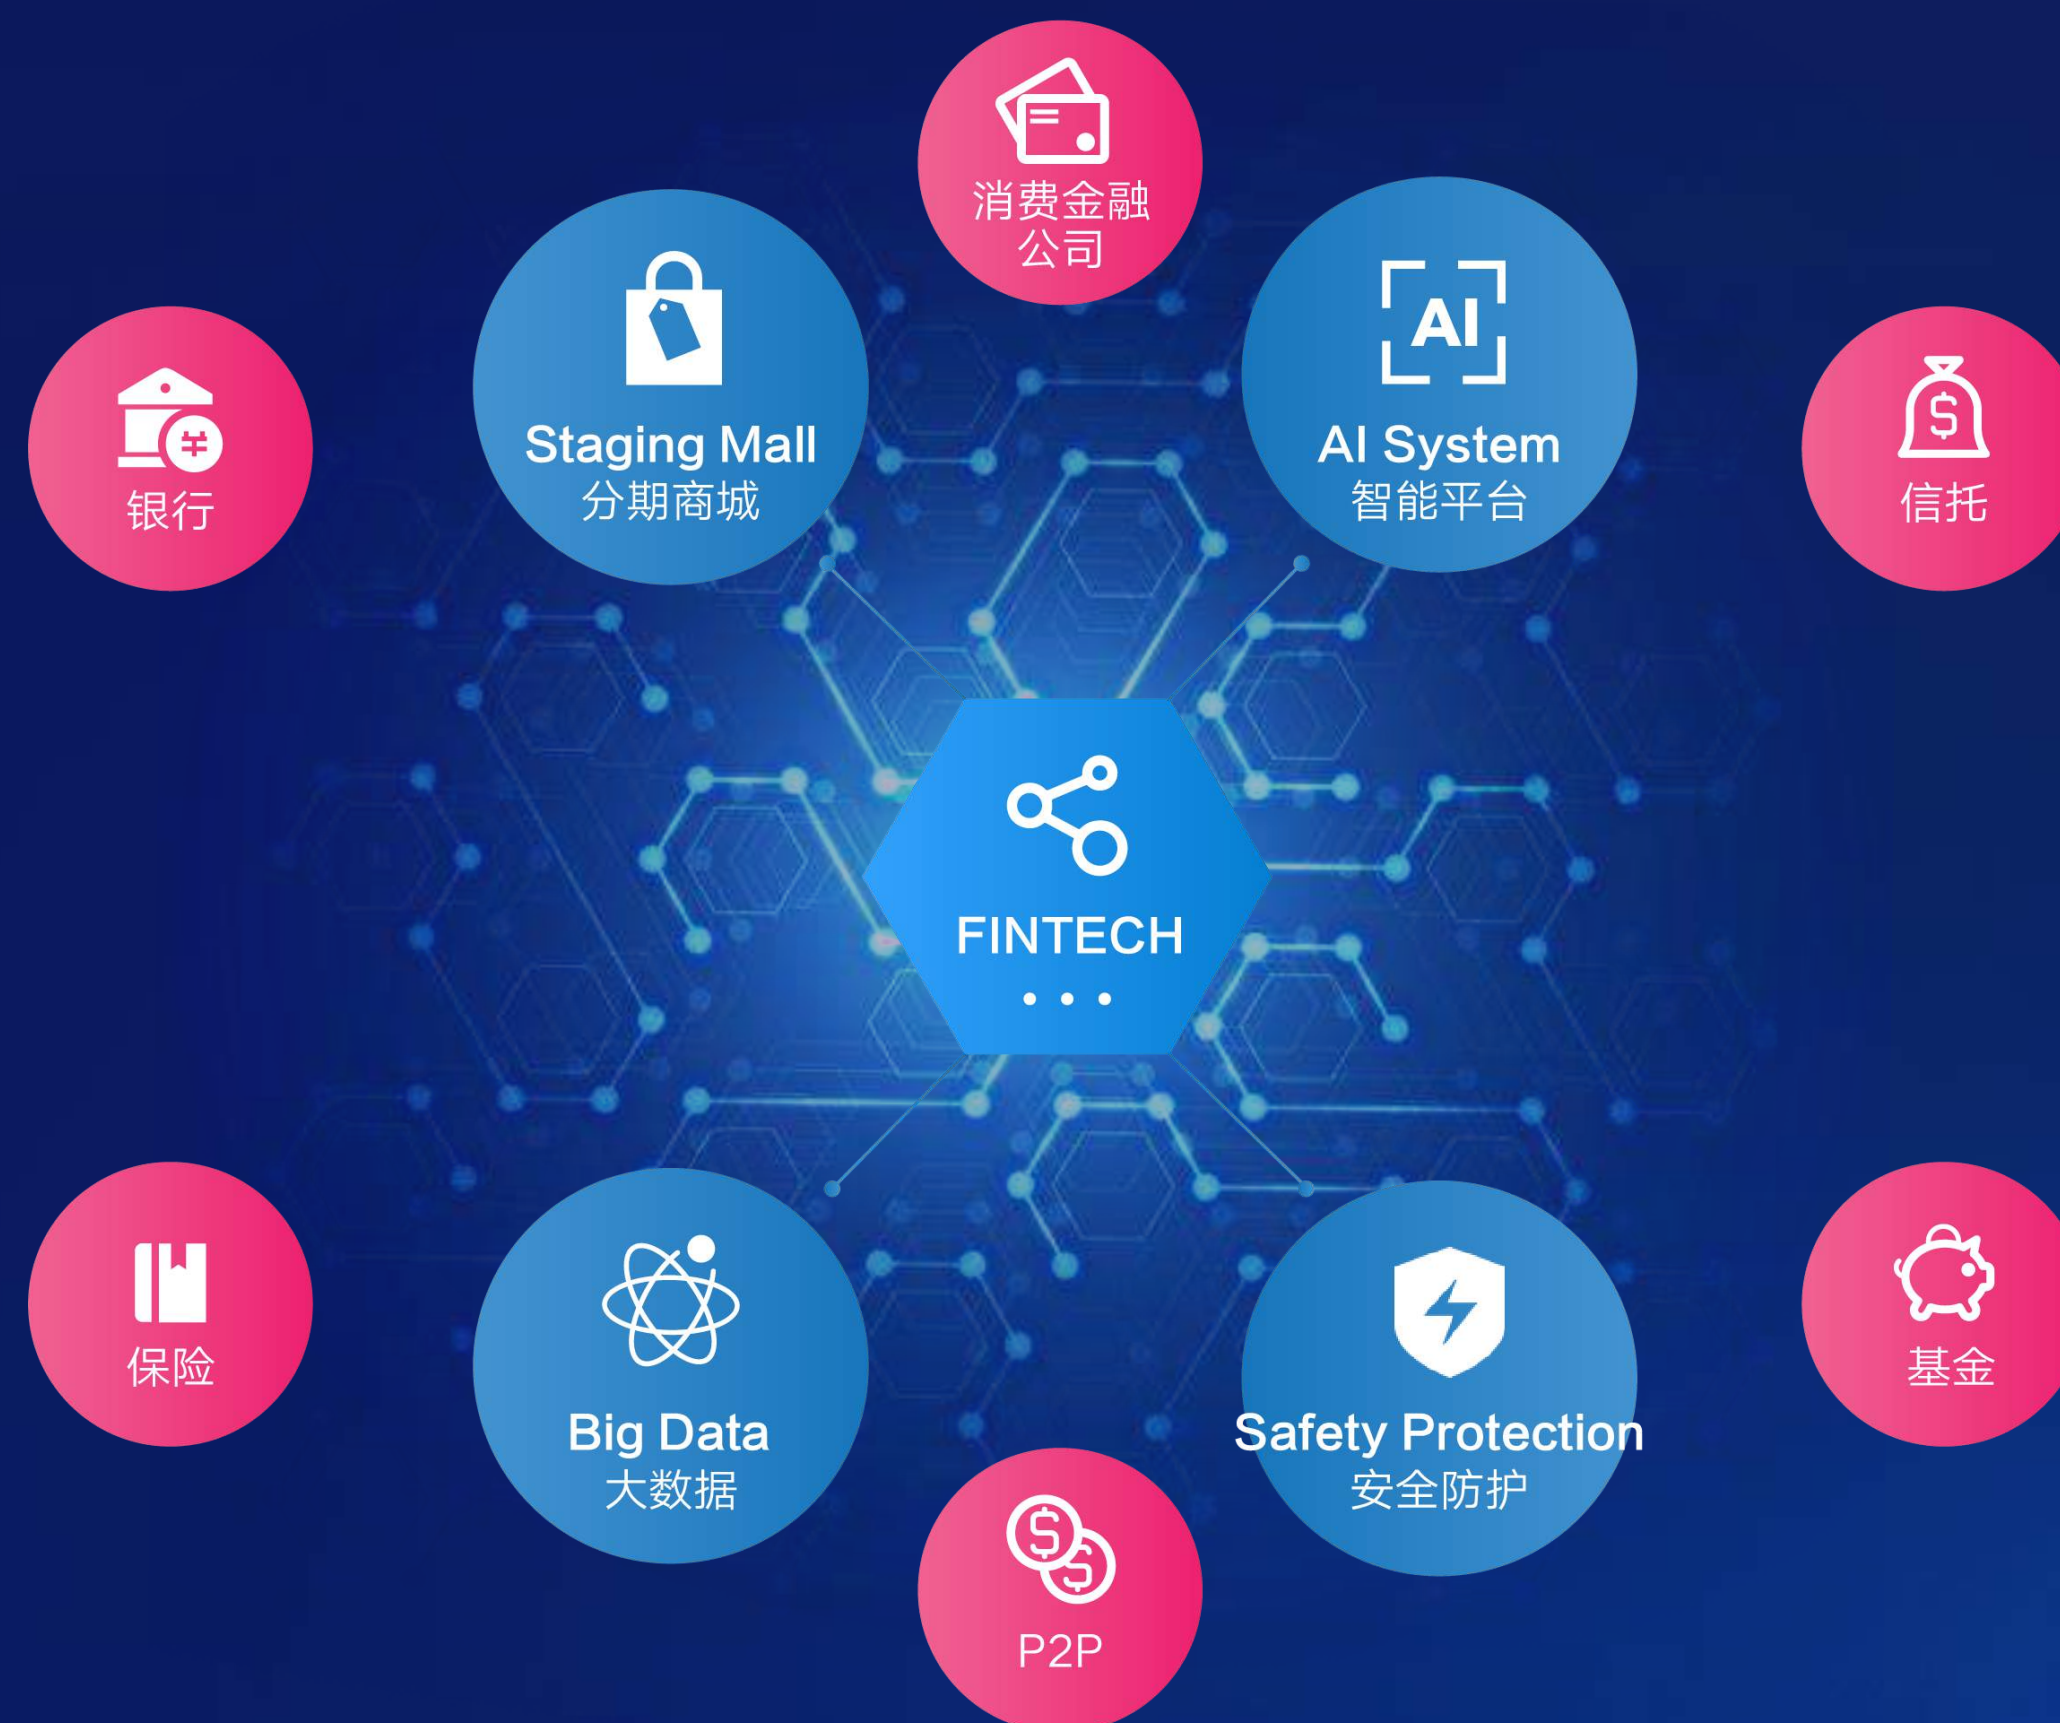 消费金融
公司
Staging Mall
分期商城
AI
AI System
智能平台
银行
信托
FINTECH
保险
Big Data
大数据
Safety Protection
安全防护
基金
P2P